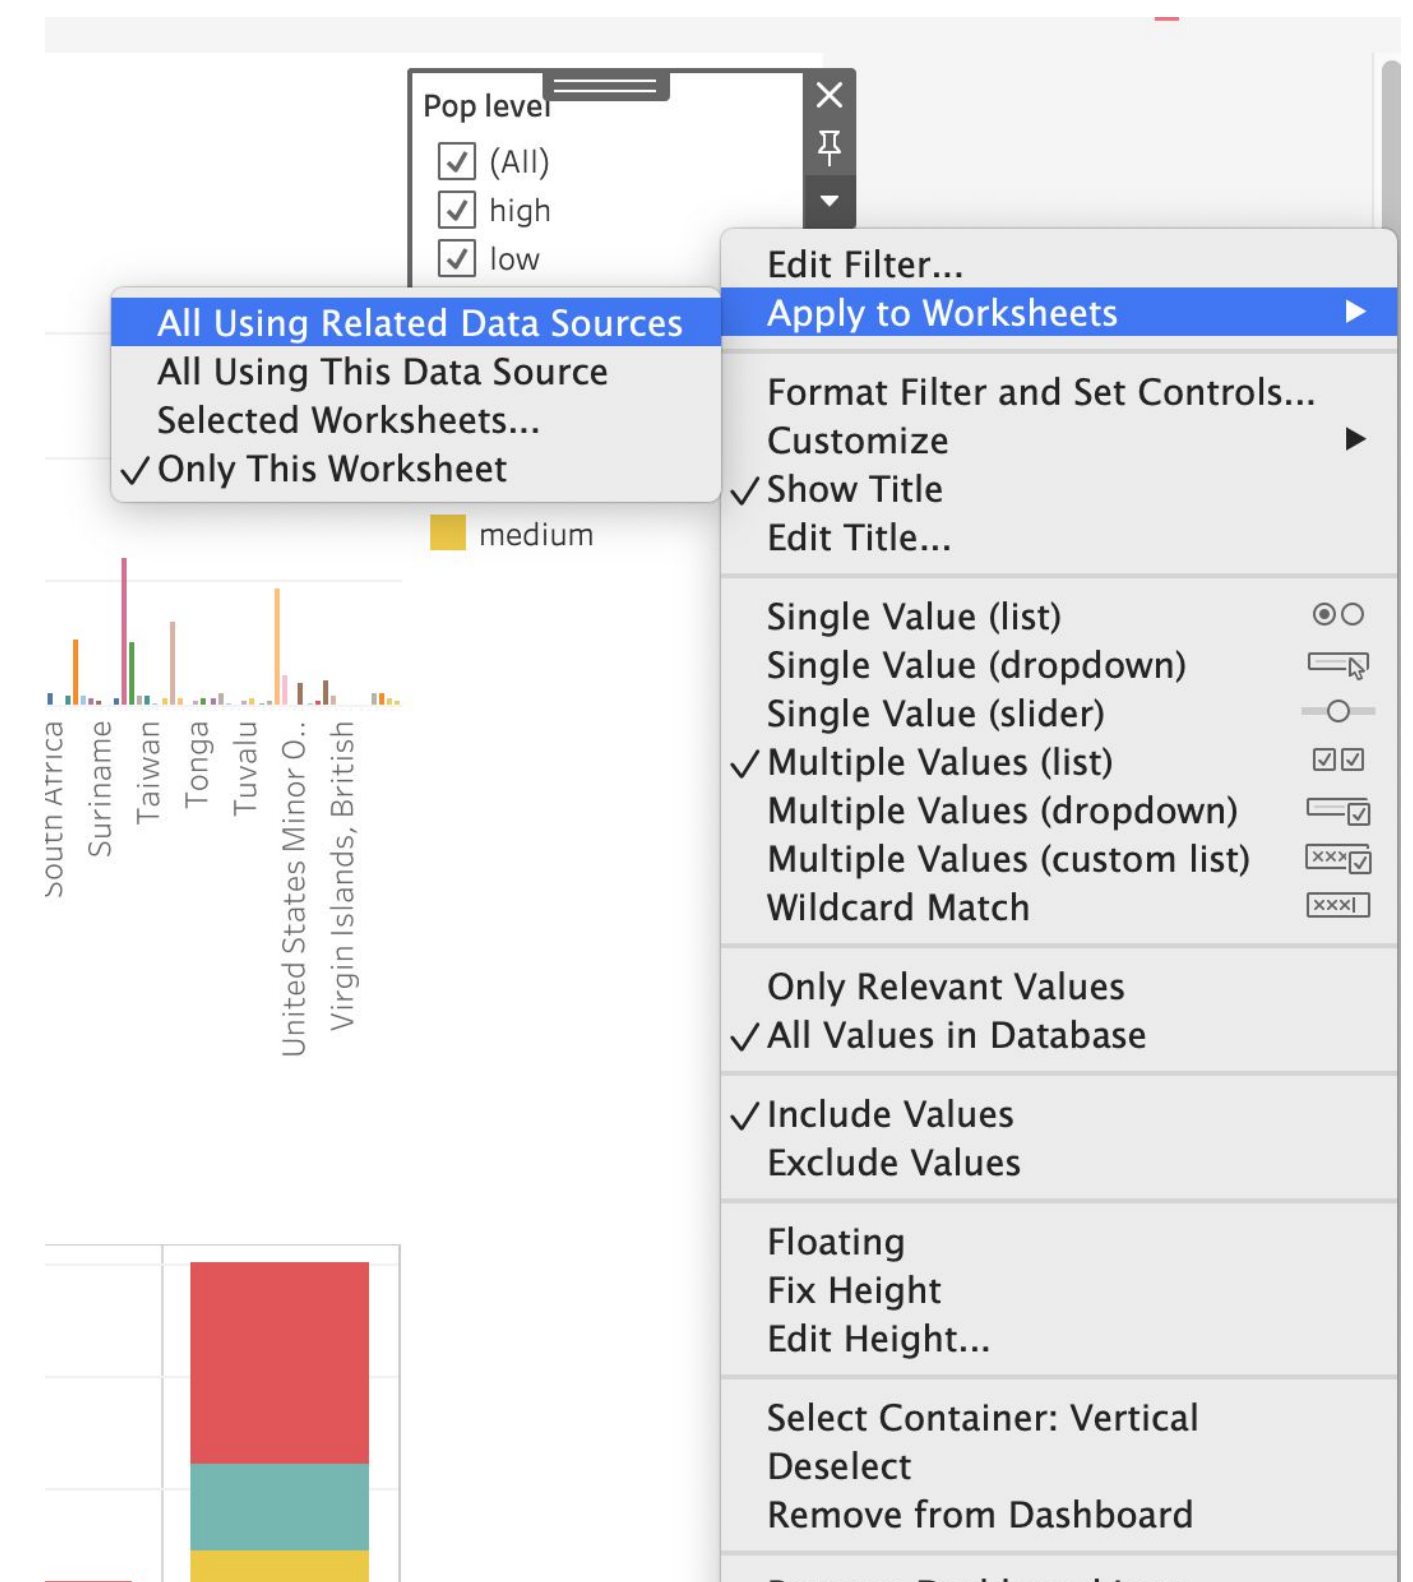 Pop level
(All)
high
low
Edit Filter...
Apply to Worksheets
All Using Related Data Sources
All Using This Data Source
Selected Worksheets...
Only This Worksheet
Format Filter and Set Controls...
Customize
Show Title
Edit Title...
medium
Single Value (list)
Single Value (dropdown)
Single Value (slider)
Multiple Values (list)
Multiple Values (dropdown)
Multiple Values (custom list)
Wildcard Match
South Africa
Suriname
Taiwan
Tonga
Tuvalu
United States Minor O..
Virgin Islands, British
Only Relevant Values
All Values in Database
Include Values
Exclude Values
Floating
Fix Height
Edit Height...
Select Container: Vertical
Deselect
Remove from Dashboard